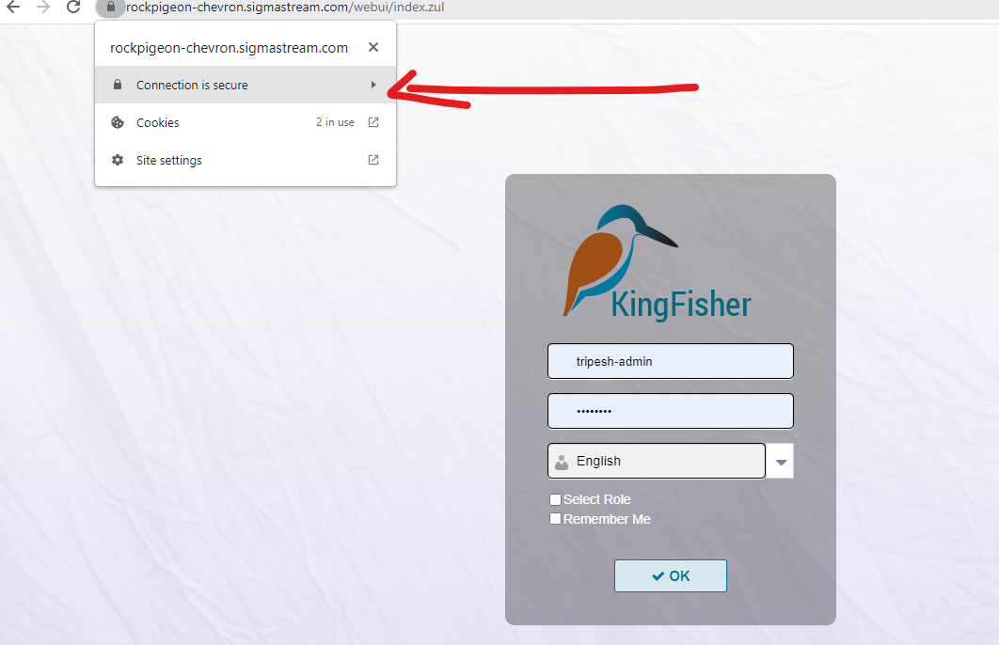 rockpigeon-chevron.sigmastream.com/webui/index.zul
rockpigeon-chevron.sigmastream.com
Connection is secure
Cookies 2 in use
Site settings
KingFisher
tripesh-admin
••••••••
English
Select Role
Remember Me
OK